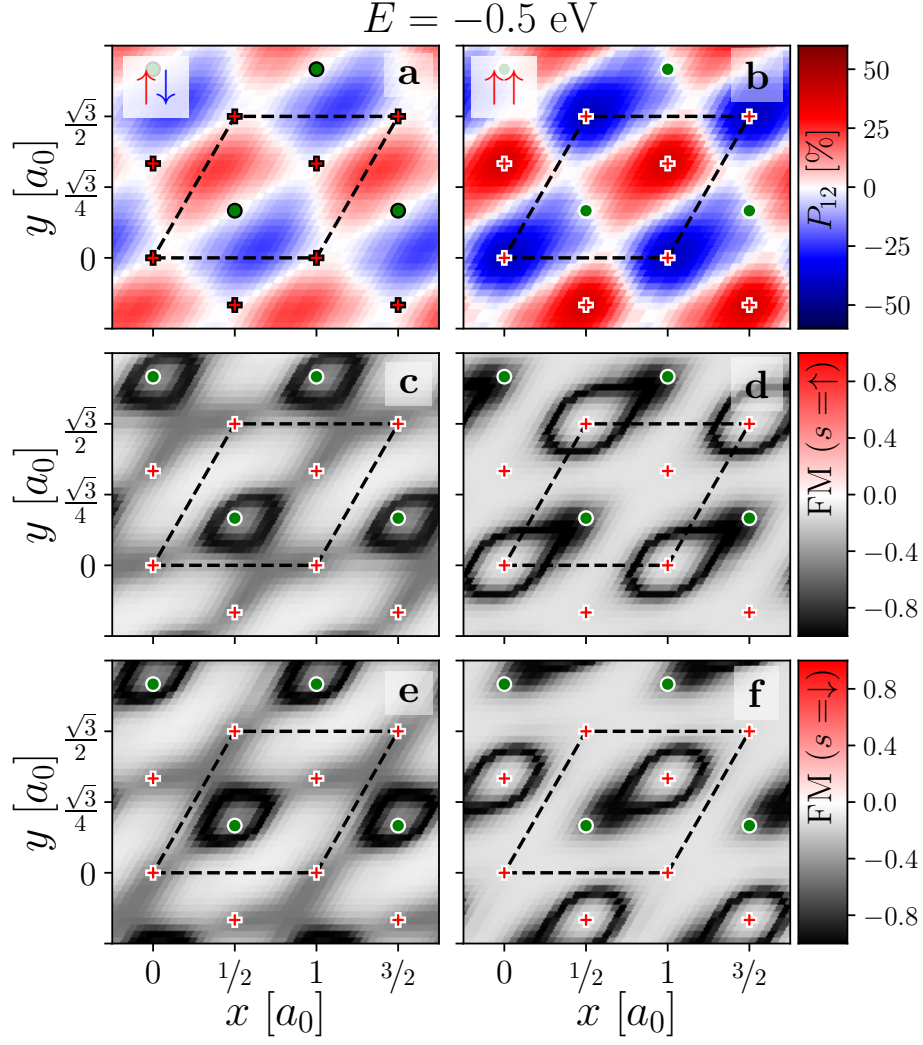 E = −0.5 eV
↑↓ a
↑↑ b
y [a₀]
√3/2
√3/4
0
P₁₂ [%]
50
25
0
−25
−50
c
d
y [a₀]
√3/2
√3/4
0
FM (s =↑)
0.8
0.4
0.0
−0.4
−0.8
e
f
y [a₀]
√3/2
√3/4
0
FM (s =↓)
0.8
0.4
0.0
−0.4
−0.8
0 1/2 1 3/2
0 1/2 1 3/2
x [a₀]
x [a₀]